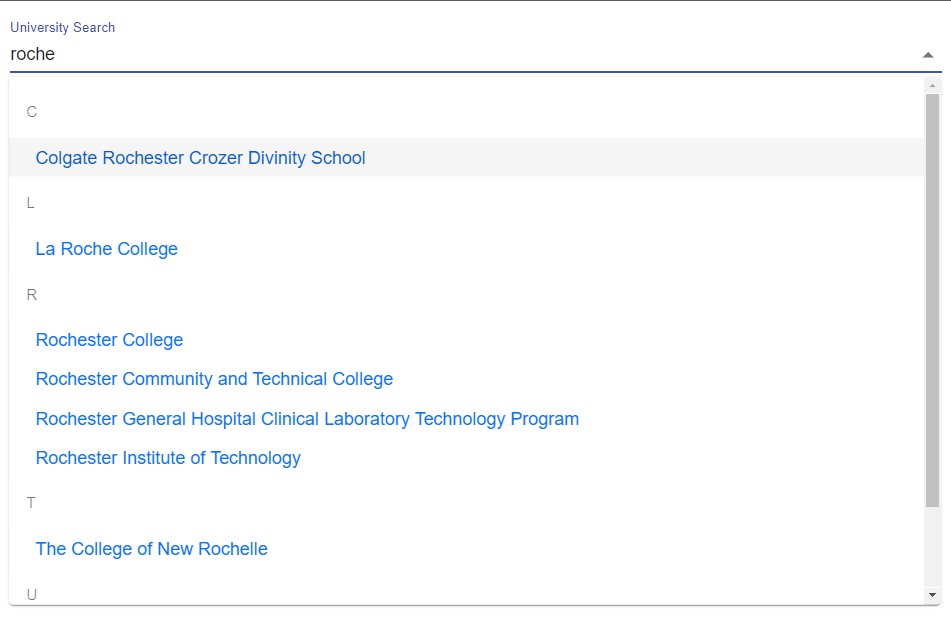 University Search
roche
C
Colgate Rochester Crozer Divinity School
L
La Roche College
R
Rochester College
Rochester Community and Technical College
Rochester General Hospital Clinical Laboratory Technology Program
Rochester Institute of Technology
T
The College of New Rochelle
U